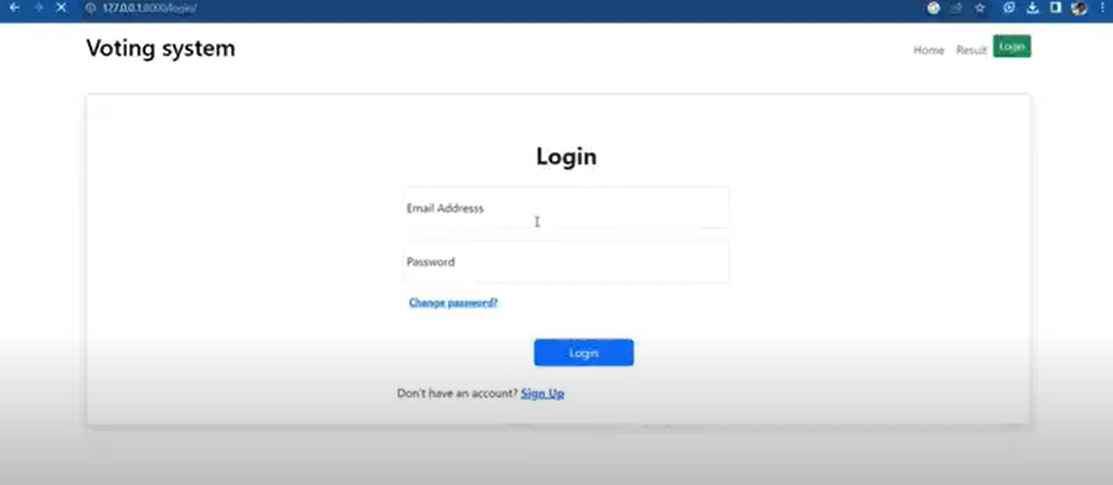 127.0.0.1:8000/login/
Voting system
Home Result Login
Login
Email Addresss
Password
Change password?
Login
Don't have an account? Sign Up